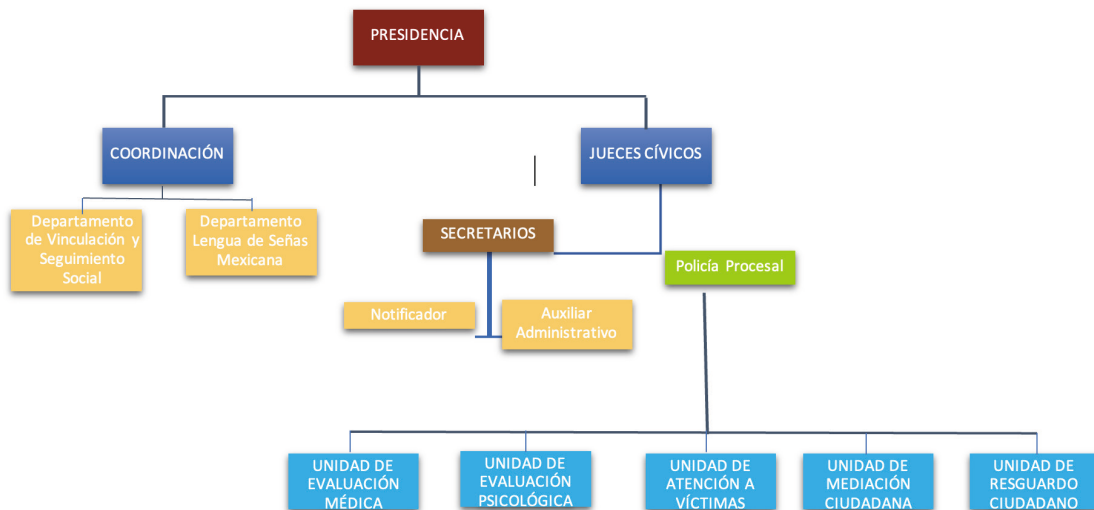 PRESIDENCIA
COORDINACIÓN
JUECES CÍVICOS
Departamento
de Vinculación y
Seguimiento
Social
Departamento
Lengua de Señas
Mexicana
SECRETARIOS
Policía Procesal
Notificador
Auxiliar
Administrativo
UNIDAD DE
EVALUACIÓN
MÉDICA
UNIDAD DE
EVALUACIÓN
PSICOLÓGICA
UNIDAD DE
ATENCIÓN A
VÍCTIMAS
UNIDAD DE
MEDIACIÓN
CIUDADANA
UNIDAD DE
RESGUARDO
CIUDADANO